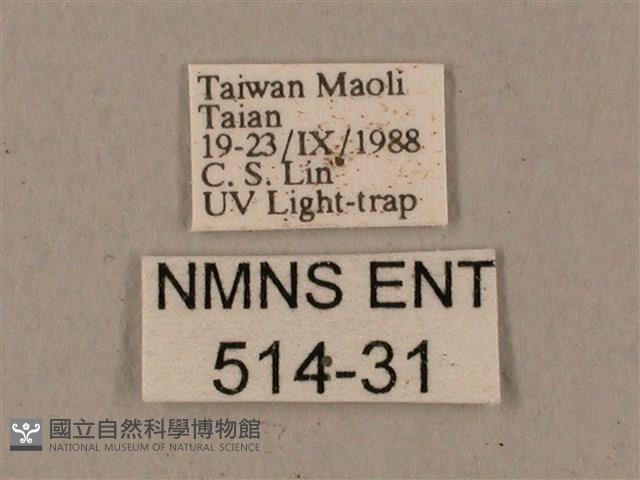 Taiwan Maoli
Taian
19-23/IX/1988
C. S. Lin
UV Light-trap
NMNS ENT
514-31
國立自然科學博物館
NATIONAL MUSEUM OF NATURAL SCIENCE